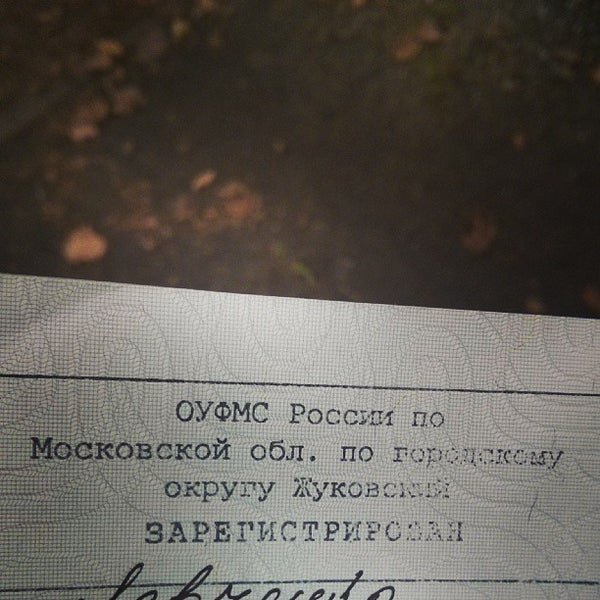 ОУФМС России по
Московской обл. по городскому
округу Жуковский
ЗАРЕГИСТРИРОВАН